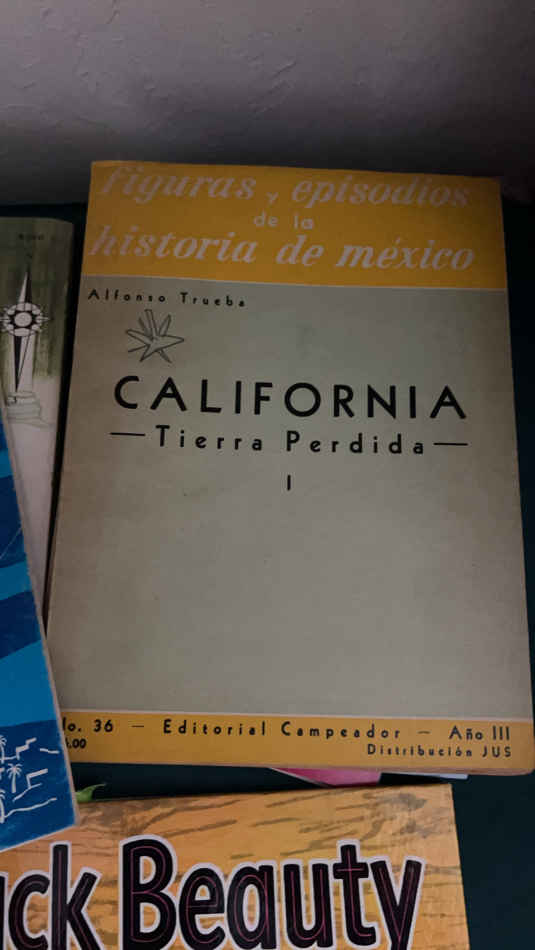 figuras y episodios
de la
historia de méxico
Alfonso Trueba
CALIFORNIA
—Tierra Perdida—
I
36 — Editorial Campeador — Año III
Distribución JUS
Beauty